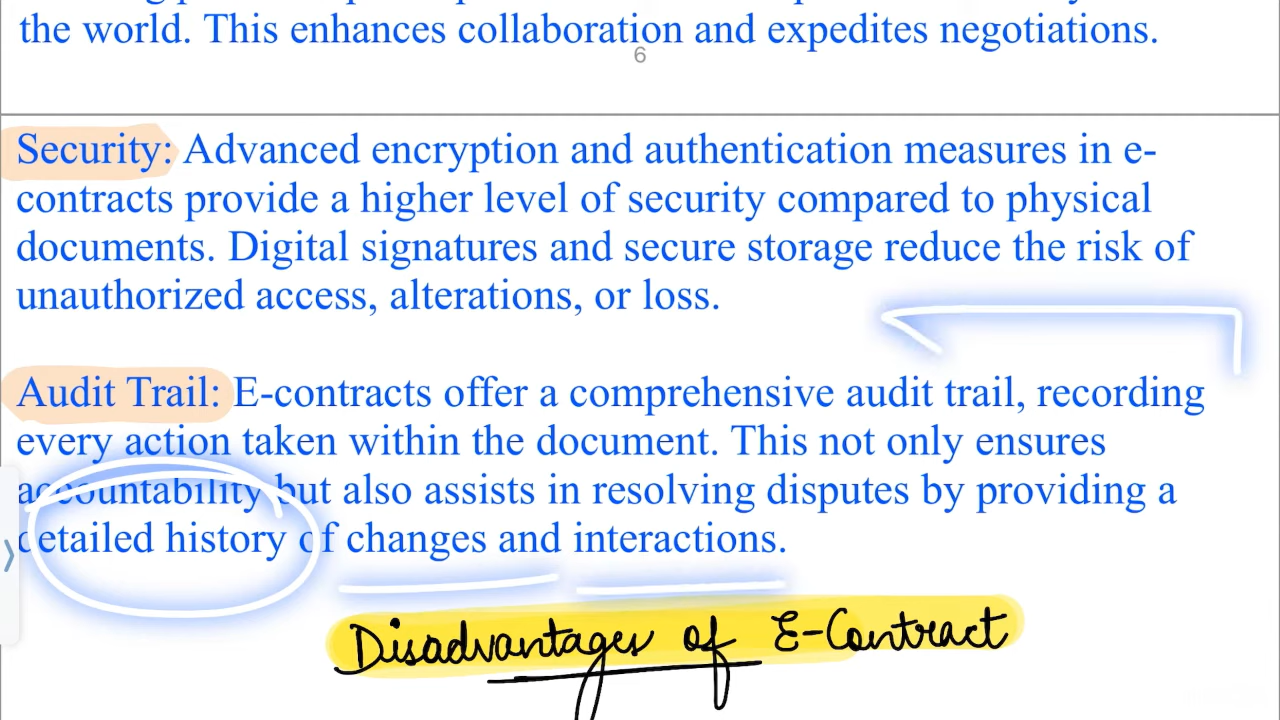 the world. This enhances collaboration and expedites negotiations.
6
Security: Advanced encryption and authentication measures in e-
contracts provide a higher level of security compared to physical
documents. Digital signatures and secure storage reduce the risk of
unauthorized access, alterations, or loss.
Audit Trail: E-contracts offer a comprehensive audit trail, recording
every action taken within the document. This not only ensures
accountability but also assists in resolving disputes by providing a
detailed history of changes and interactions.
Disadvantages of E-Contract